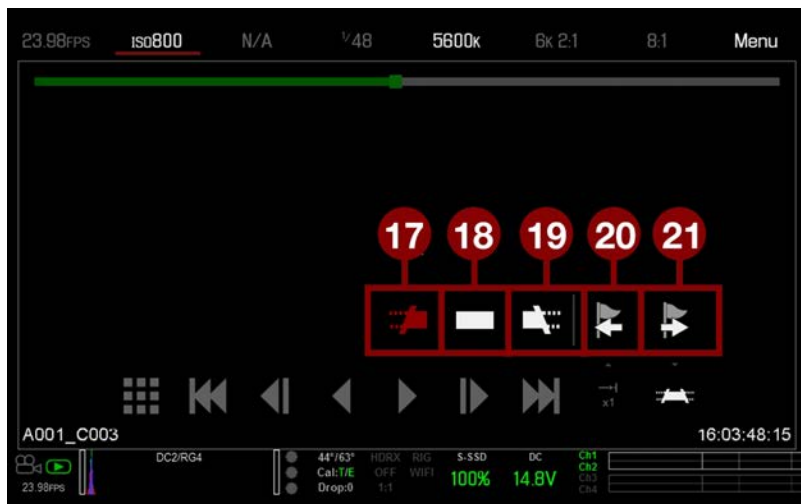 23.98FPS ISO800 N/A 1/48 5600K 6K 2:1 8:1 Menu
17 18 19 20 21
x1
A001_C003 16:03:48:15
DC2/RG4 44°/63° HDRX RIG S-SSD DC Ch1
Cal:T/E OFF WIFI 100% 14.8V Ch2
23.98FPS Drop:0 1:1 Ch3
Ch4